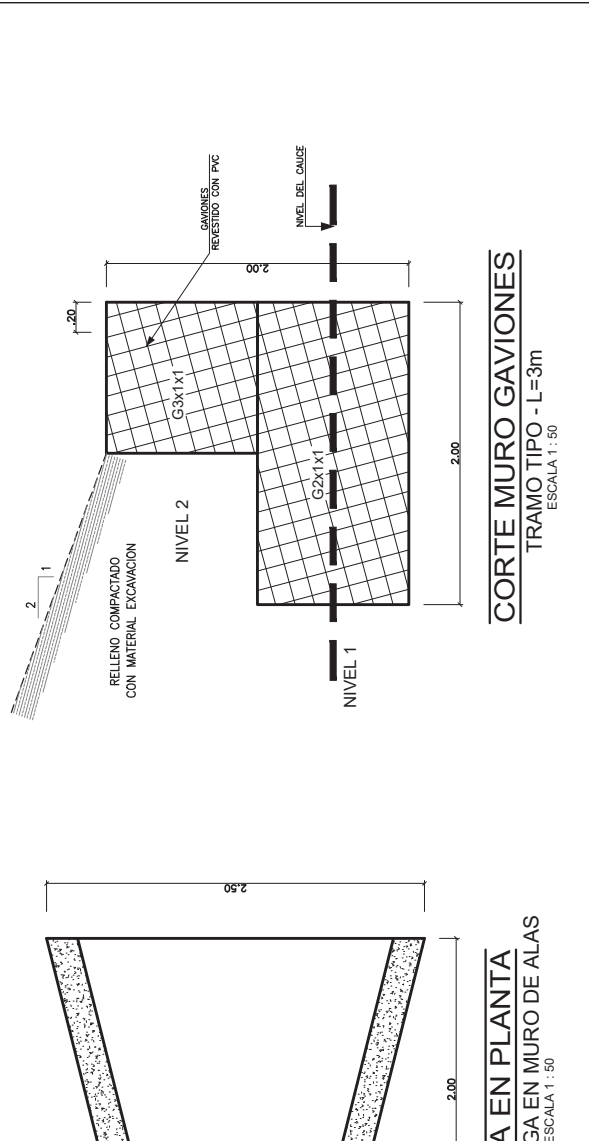 .20
GAVIONES
REVESTIDO CON PVC
NIVEL DEL CAUCE
2.00
G3x1x1
2
1
NIVEL 2
RELLENO COMPACTADO
CON MATERIAL EXCAVACION
G2x1x1
NIVEL 1
2.00
CORTE MURO GAVIONES
TRAMO TIPO - L=3m
ESCALA 1 : 50
2.50
2.00
A EN PLANTA
GA EN MURO DE ALAS
ESCALA 1 : 50